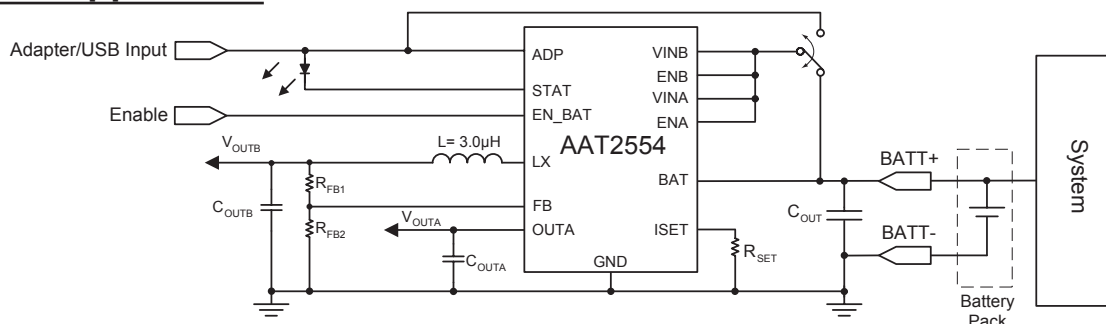 Adapter/USB Input
Enable
ADP
STAT
EN_BAT
LX
FB
OUTA
GND
AAT2554
VINB
ENB
VINA
ENA
BAT
ISET
L= 3.0µH
VOUTB
RFB1
RFB2
COUTB
VOUTA
COUTA
RSET
COUT
BATT+
BATT-
Battery
Pack
System